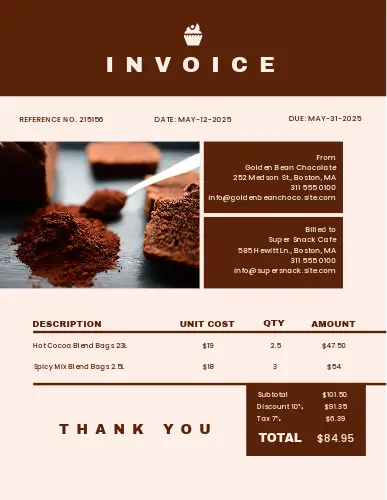 INVOICE
REFERENCE NO. 215156
DATE: MAY-12-2025
DUE: MAY-31-2025
From
Golden Bean Chocolate
252 Medson St., Boston, MA
311 555 0100
info@goldenbeanchoco.site.com
Billed to
Super Snack Cafe
585 Hewitt Ln., Boston, MA
311 555 0100
info@supersnack.site.com
DESCRIPTION UNIT COST QTY AMOUNT
Hot Cocoa Blend Bags 23L $19 2.5 $47.50
Spicy Mix Blend Bags 2.5L $18 3 $54
Subtotal $101.50
Discount 10% $91.35
Tax 7% $6.39
TOTAL $84.95
THANK YOU